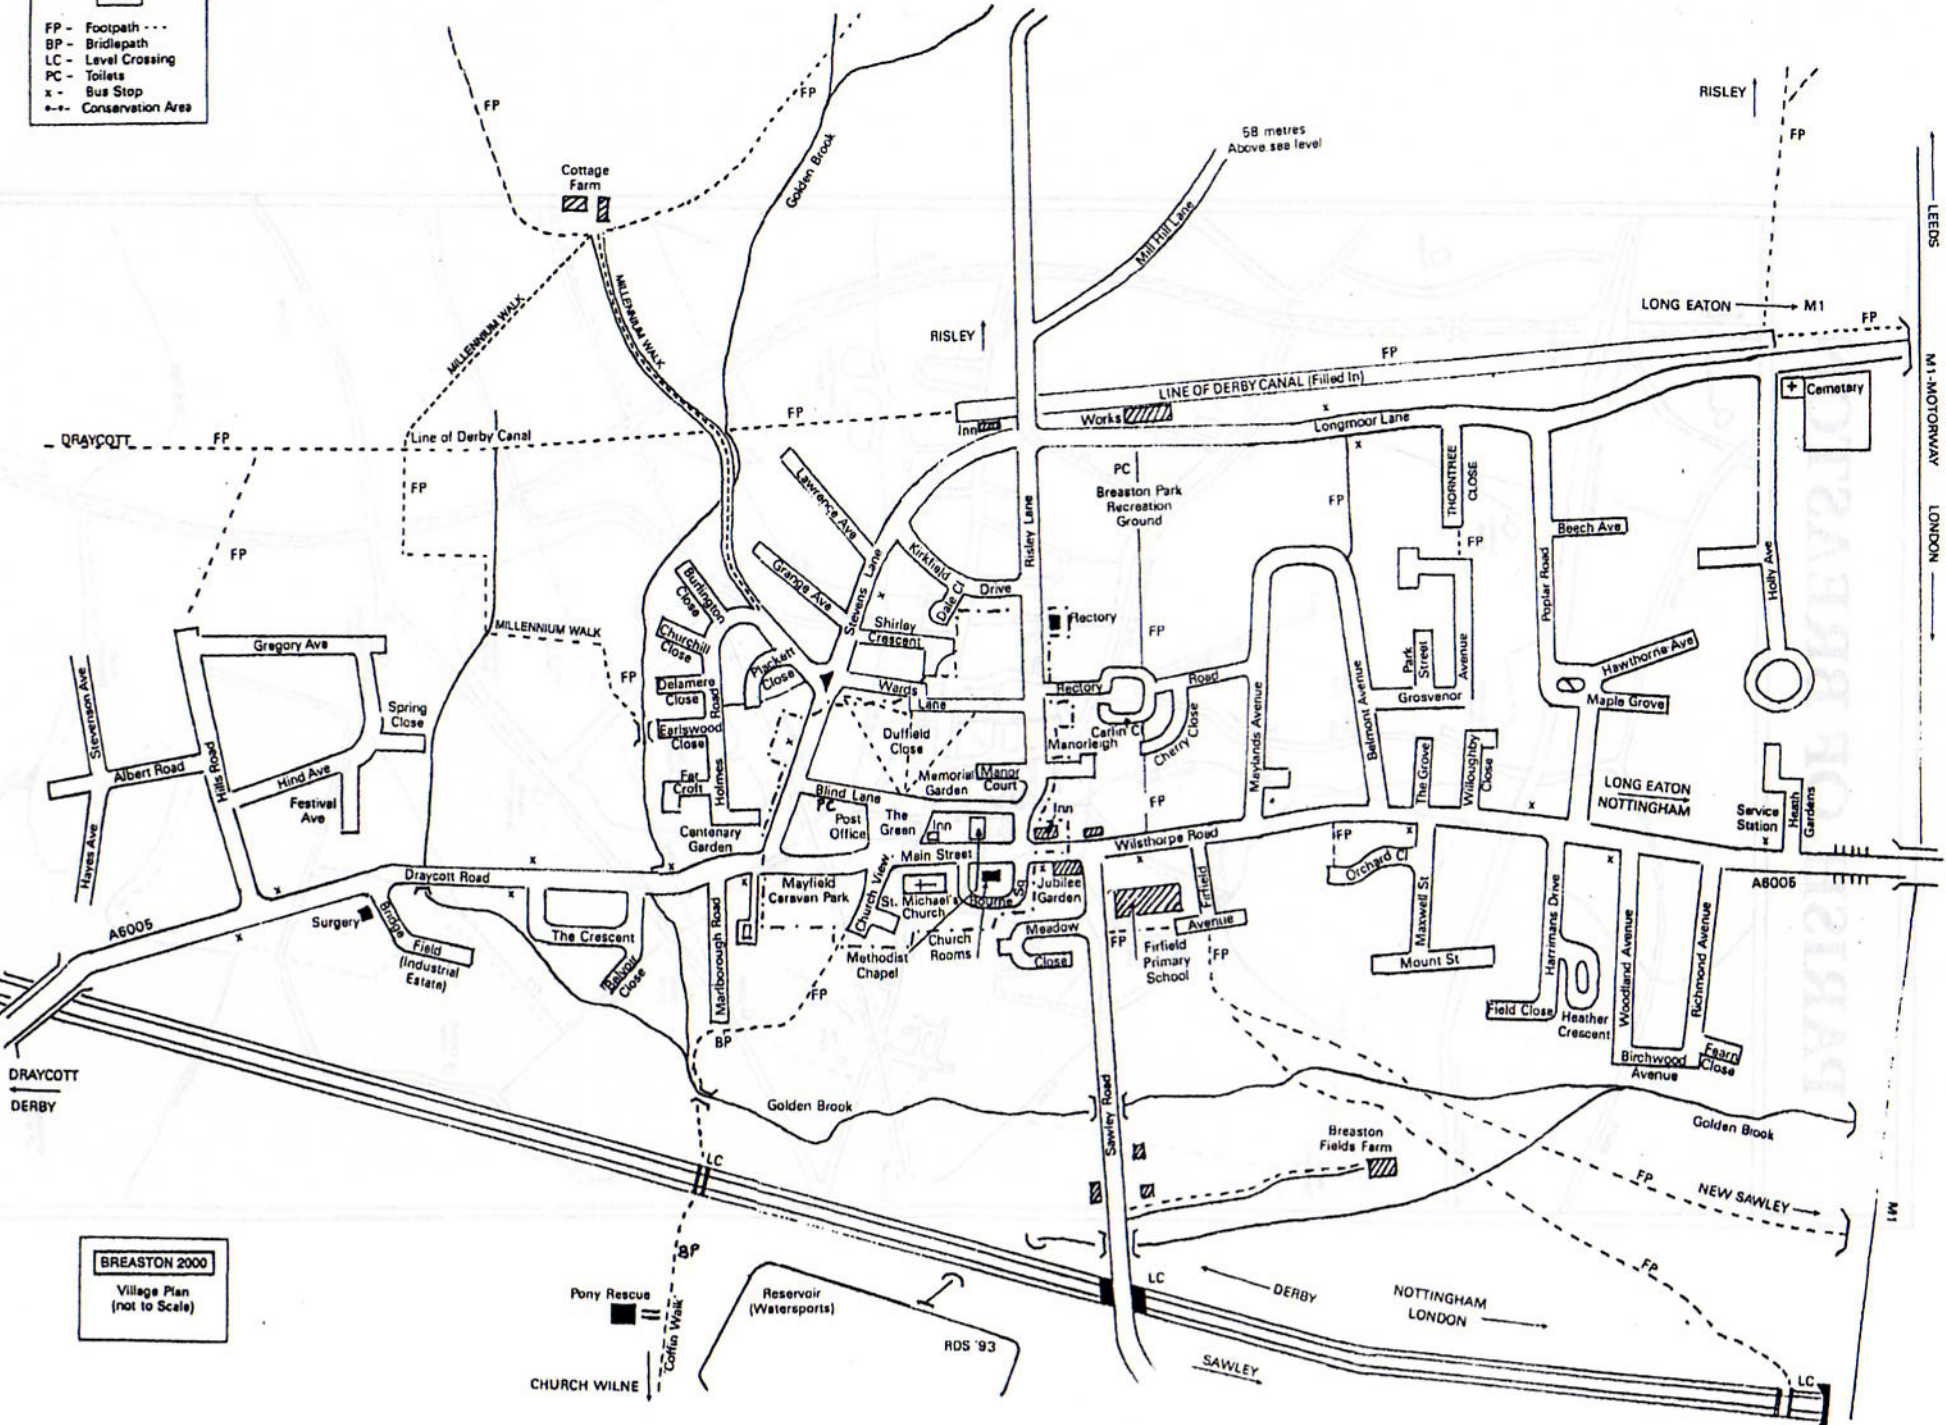 FP - Footpath ---
BP - Bridlepath
LC - Level Crossing
PC - Toilets
x - Bus Stop
•-•- Conservation Area
FP
FP
Cottage
Farm
Golden Brook
58 metres
Above sea level
Mill Hill Lane
RISLEY
FP
LEEDS
M1-MOTORWAY
LONDON
MILLENNIUM WALK
MILLENNIUM WALK
RISLEY
LONG EATON
M1
FP
FP
LINE OF DERBY CANAL (Filled In)
Cemetary
+
Works
Inn
Longmoor Lane
x
x
FP
DRAYCOTT
FP
Line of Derby Canal
FP
FP
Lawrence Ave
PC
Breaston Park
Recreation
Ground
FP
THORNTREE
CLOSE
FP
Beech Ave
Risley Lane
Poplar Road
Holly Ave
Kirkfield
Drive
Dale Cl
Grange Ave
Stevens Lane
x
Burlington
Close
Churchill
Close
Plackett
Close
Shirley
Crescent
Rectory
FP
Park
Street
Avenue
Grosvenor
Hawthorne Ave
Maple Grove
MILLENNIUM WALK
FP
Gregory Ave
Stevenson Ave
Spring
Close
Albert Road
Hills Road
Hind Ave
Festival
Ave
Hayes Ave
Delamere
Close
Earlswood
Close
Far
Croft
Holmes
Road
Wards
Lane
Rectory
Road
Carlin Cl
Cherry Close
Manorleigh
Maylands Avenue
Belmont Avenue
The Grove
Willoughby
Close
x
Duffield
Close
Memorial
Garden
Manor
Court
Blind Lane
PC
Post
Office
The
Green
Inn
Inn
FP
LONG EATON
NOTTINGHAM
Service
Station
Heath
Gardens
Centenary
Garden
Main Street
Wilsthorpe Road
FP
x
x
x
x
x
A6005
Draycott Road
x
x
x
x
x
x
x
A6005
Surgery
Bridge
Field
(Industrial
Estate)
The Crescent
Belvoir
Close
Marlborough Road
Mayfield
Caravan Park
Church View
St. Michael's
Church
Bourne
Sq
Jubilee
Garden
Methodist
Chapel
Church
Rooms
Meadow
Close
FP
Firfield
Avenue
Firfield
Primary
School
FP
Orchard Cl
Maxwell St
Mount St
Harrimans Drive
Field Close
Heather
Crescent
Woodland Avenue
Richmond Avenue
Birchwood
Avenue
Fearn
Close
FP
BP
DRAYCOTT
DERBY
Golden Brook
Sawley Road
Breaston
Fields Farm
Golden Brook
LC
FP
NEW SAWLEY
M1
FP
BP
BREASTON 2000
Village Plan
(not to Scale)
Pony Rescue
'Coffin Walk'
CHURCH WILNE
Reservoir
(Watersports)
RDS '93
LC
DERBY
NOTTINGHAM
LONDON
SAWLEY
LC
PARISH OF BREASTON